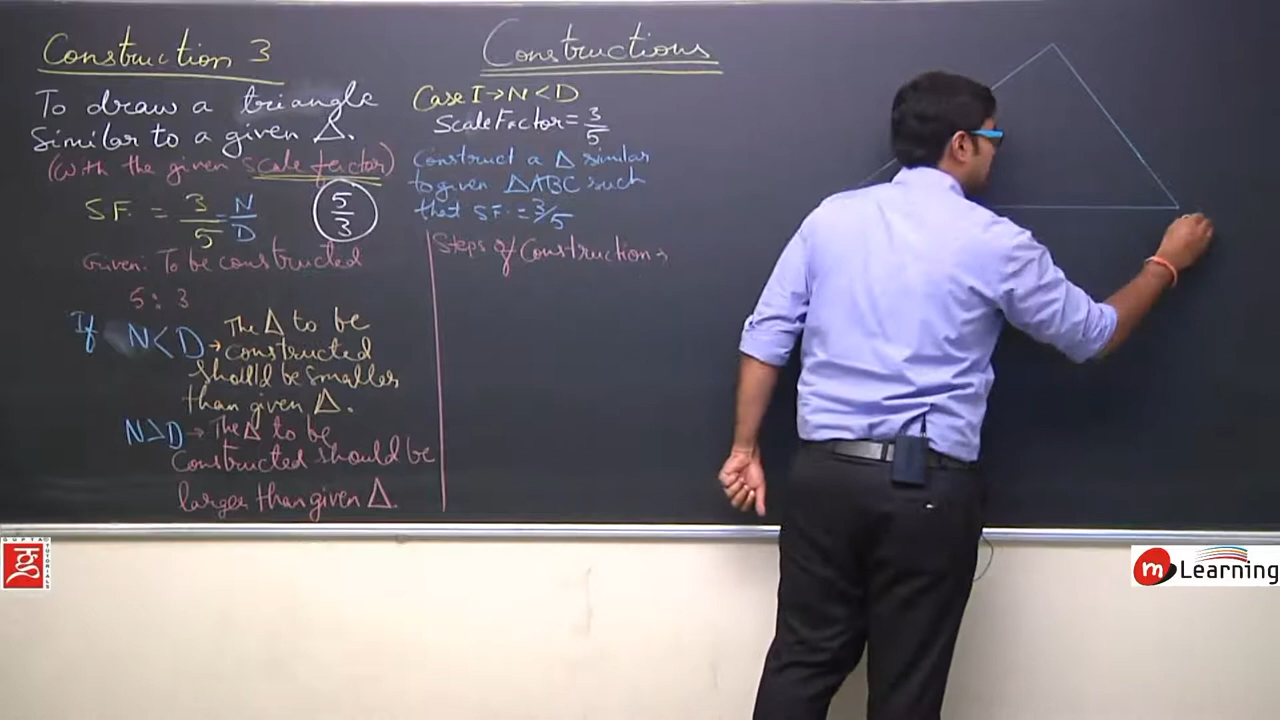 Construction 3
To draw a triangle
Similar to a given Δ.
(With the given scale factor)
S.F. = 3/5 = N/D
5/3
Given: To be constructed
5 : 3
If N<D → The Δ to be
constructed
should be smaller
than given Δ.
N>D → The Δ to be
Constructed should be
larger than given Δ.
Constructions
Case I → N < D
Scale Factor = 3/5
Construct a Δ similar
to given ΔABC such
that SF. = 3/5
Steps of Construction →
GUPTA
TUTORIALS
m Learning